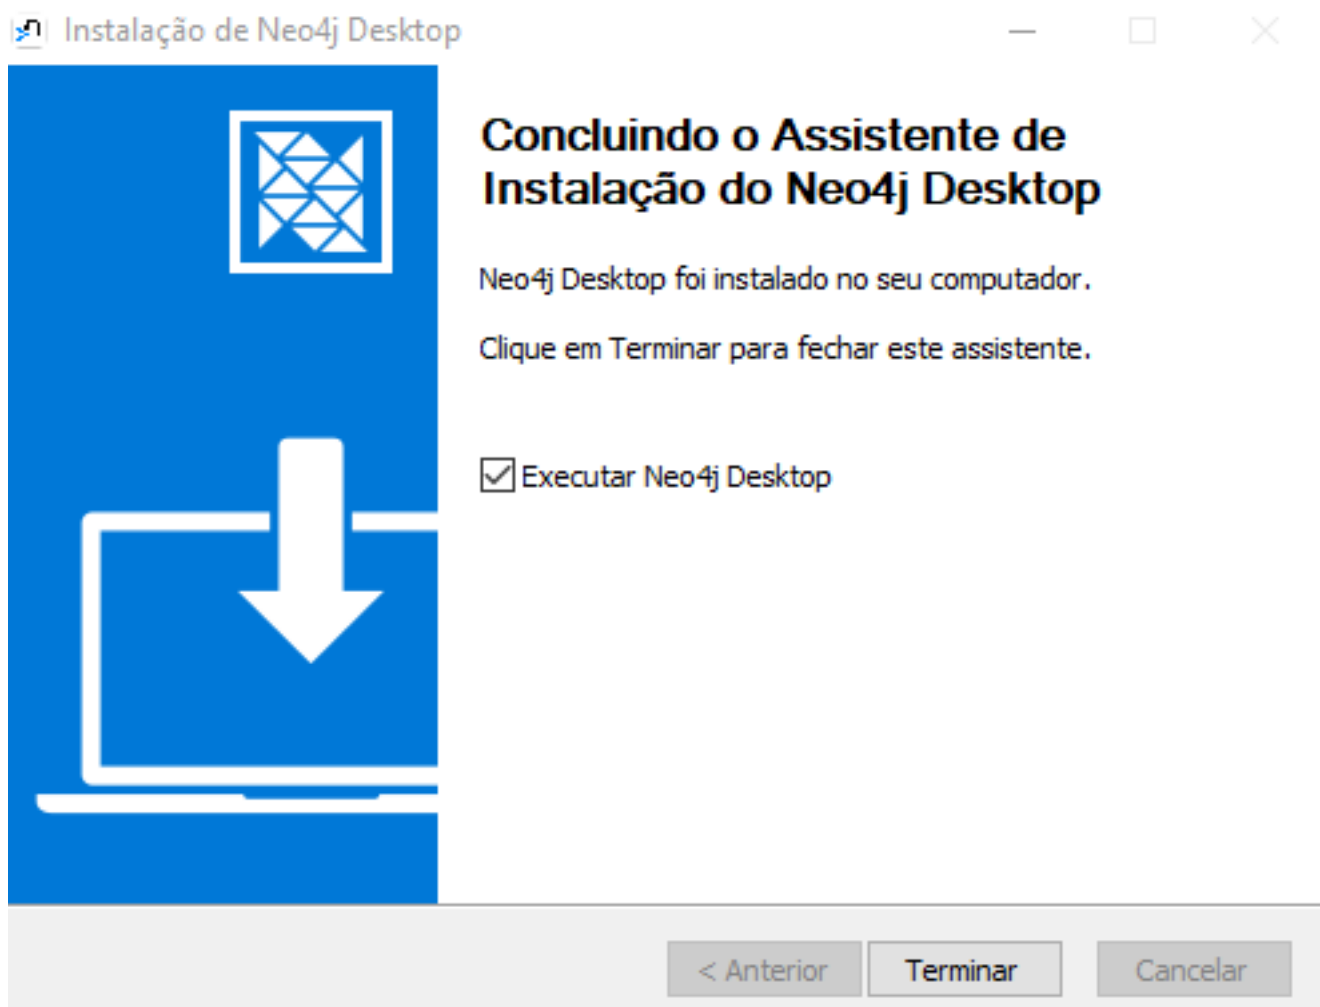 Instalação de Neo4j Desktop
Concluindo o Assistente de
Instalação do Neo4j Desktop
Neo4j Desktop foi instalado no seu computador.
Clique em Terminar para fechar este assistente.
Executar Neo4j Desktop
< Anterior
Terminar
Cancelar